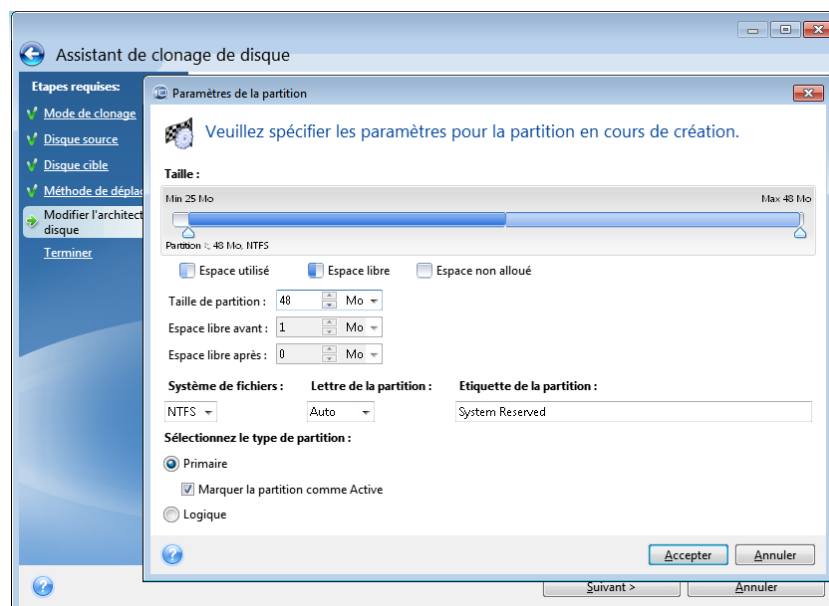 Assistant de clonage de disque
Etapes requises:
Mode de clonage
Disque source
Disque cible
Méthode de déplac
Modifier l'architect
disque
Terminer
Paramètres de la partition
Veuillez spécifier les paramètres pour la partition en cours de création.
Taille :
Min 25 Mo Max 48 Mo
Partition :, 48 Mo, NTFS
Espace utilisé Espace libre Espace non alloué
Taille de partition : 48 Mo
Espace libre avant : 1 Mo
Espace libre après : 0 Mo
Système de fichiers : Lettre de la partition : Etiquette de la partition :
NTFS Auto System Reserved
Sélectionnez le type de partition :
Primaire
Marquer la partition comme Active
Logique
Accepter Annuler
Suivant > Annuler